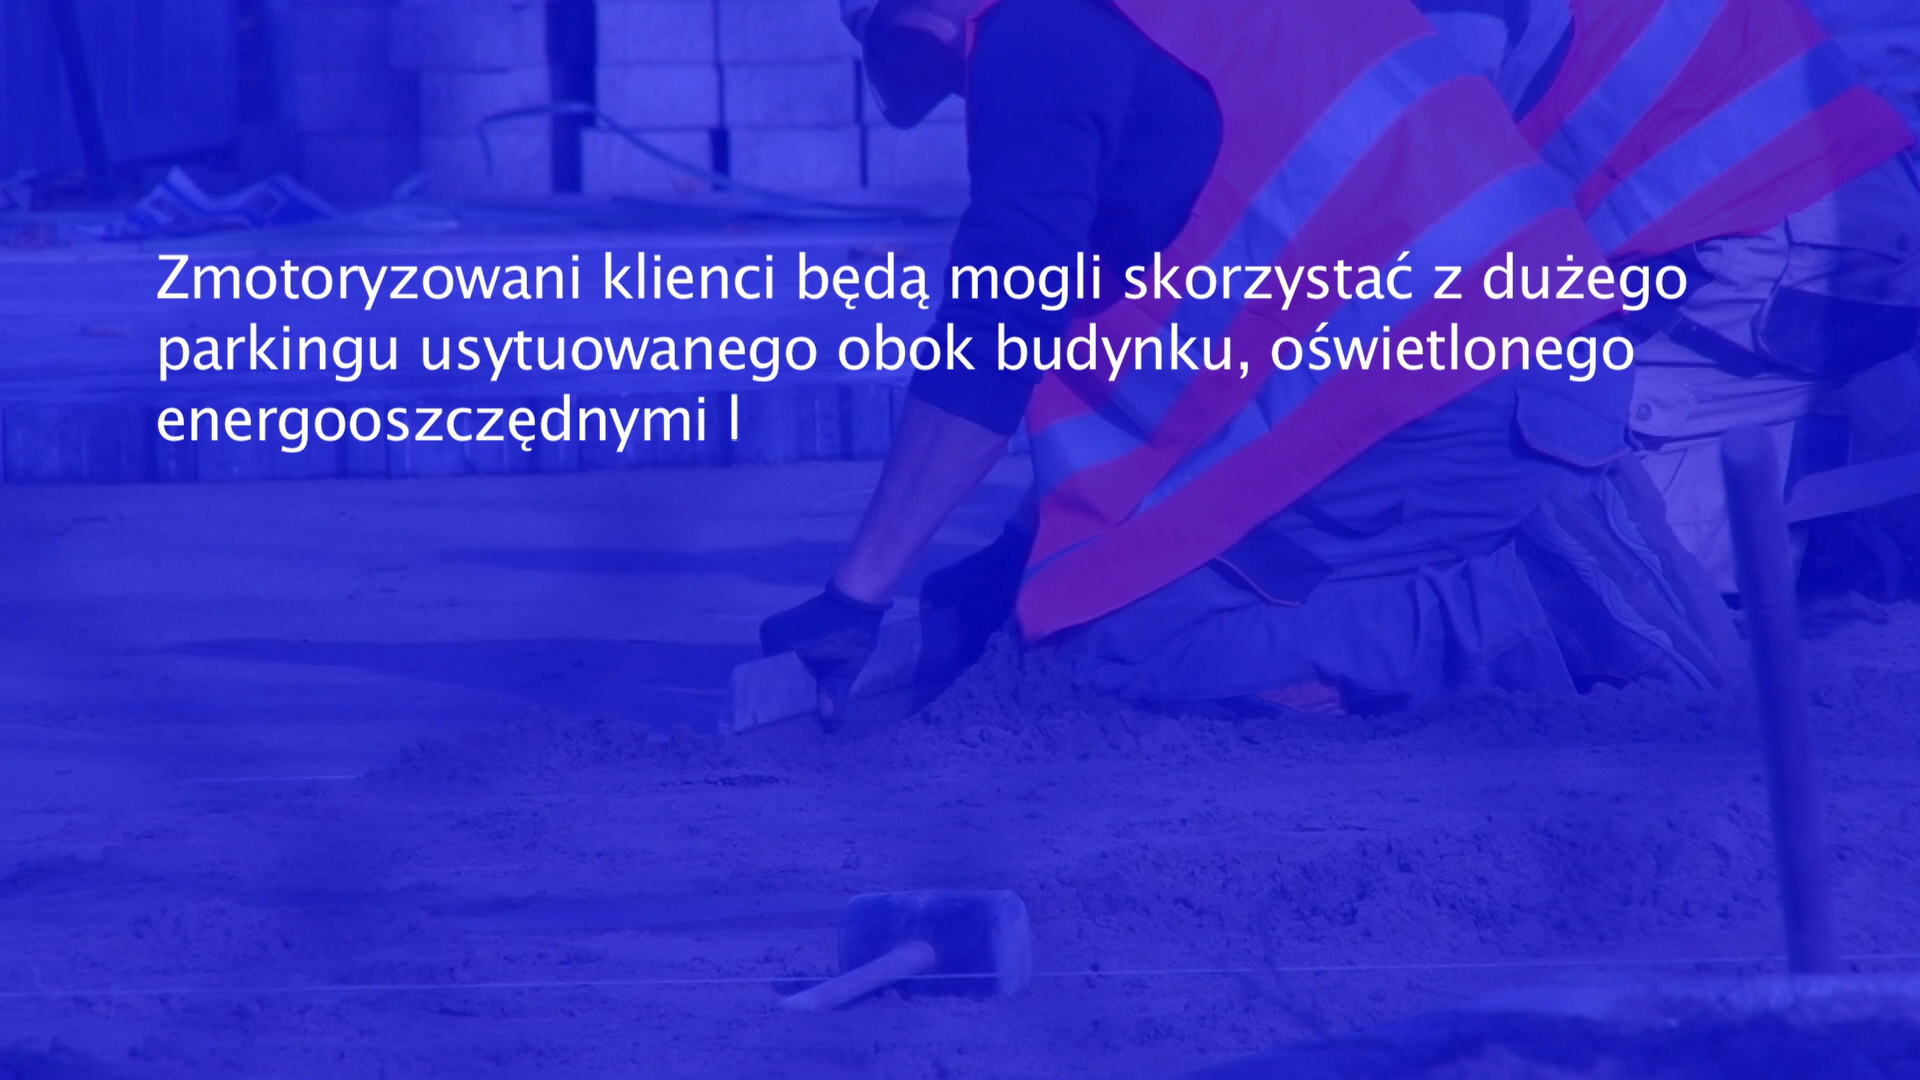 Zmotoryzowani klienci będą mogli skorzystać z dużego
parkingu usytuowanego obok budynku, oświetlonego
energooszczędnymi l